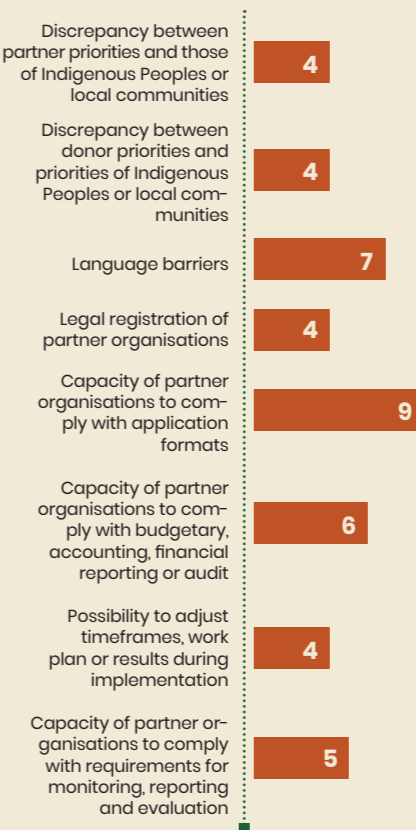 Discrepancy between
partner priorities and those
of Indigenous Peoples or
local communities
4
Discrepancy between
donor priorities and
priorities of Indigenous
Peoples or local com-
munities
4
Language barriers
7
Legal registration of
partner organisations
4
Capacity of partner
organisations to com-
ply with application
formats
9
Capacity of partner
organisations to com-
ply with budgetary,
accounting, financial
reporting or audit
6
Possibility to adjust
timeframes, work
plan or results during
implementation
4
Capacity of partner or-
ganisations to comply
with requirements for
monitoring, reporting
and evaluation
5